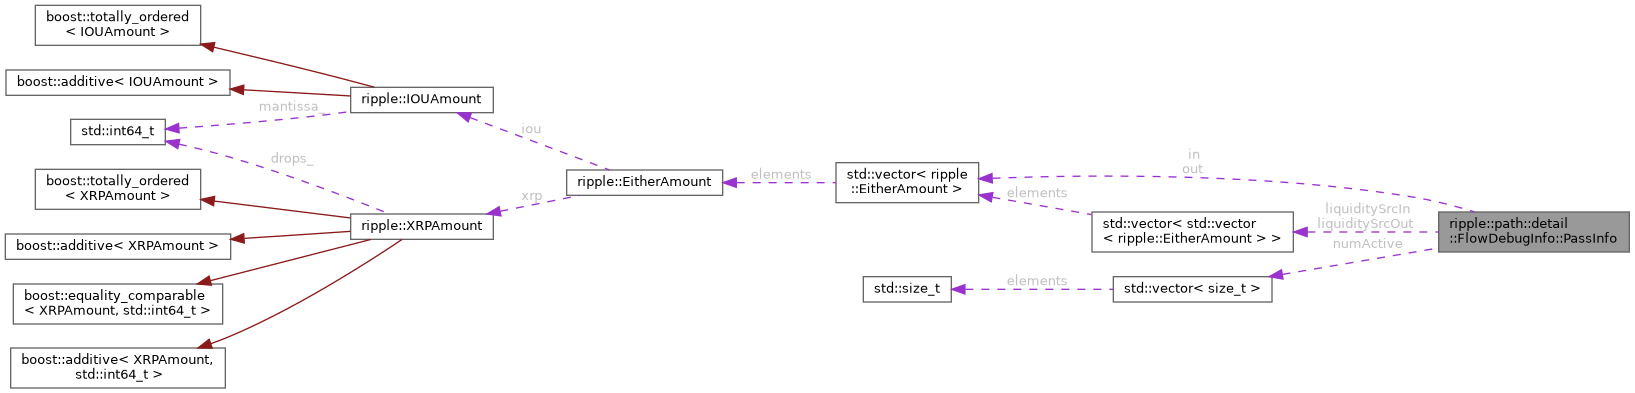 boost::totally_ordered
< IOUAmount >
boost::additive< IOUAmount >
ripple::IOUAmount
mantissa_
std::int64_t
iou
drops_
in
out
std::vector< ripple
::EitherAmount >
elements
ripple::EitherAmount
boost::totally_ordered
< XRPAmount >
xrp
elements
liquiditySrcIn
liquiditySrcOut
std::vector< std::vector
< ripple::EitherAmount > >
ripple::path::detail
::FlowDebugInfo::PassInfo
ripple::XRPAmount
boost::additive< XRPAmount >
numActive
std::size_t
elements
std::vector< size_t >
boost::equality_comparable
< XRPAmount, std::int64_t >
boost::additive< XRPAmount,
std::int64_t >